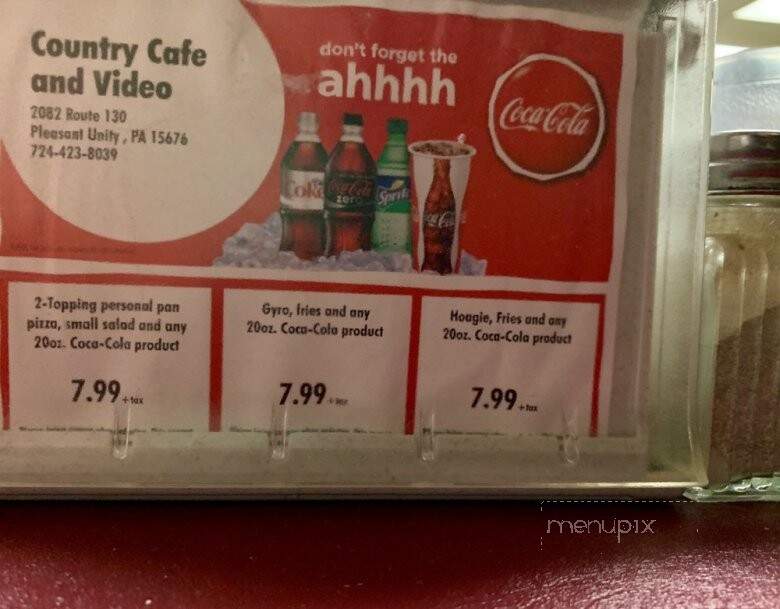 Country Cafe
and Video
2082 Route 130
Pleasant Unity , PA 15676
724-423-8039
don't forget the
ahhhh
Coca-Cola
Coke
Coca-Cola
zero
Sprite
Coca-Cola
2-Topping personal pan
pizza, small salad and any
20oz. Coca-Cola product
7.99 +tax
Gyro, fries and any
20oz. Coca-Cola product
7.99 +tax
Hoagie, Fries and any
20oz. Coca-Cola product
7.99 +tax
menupix